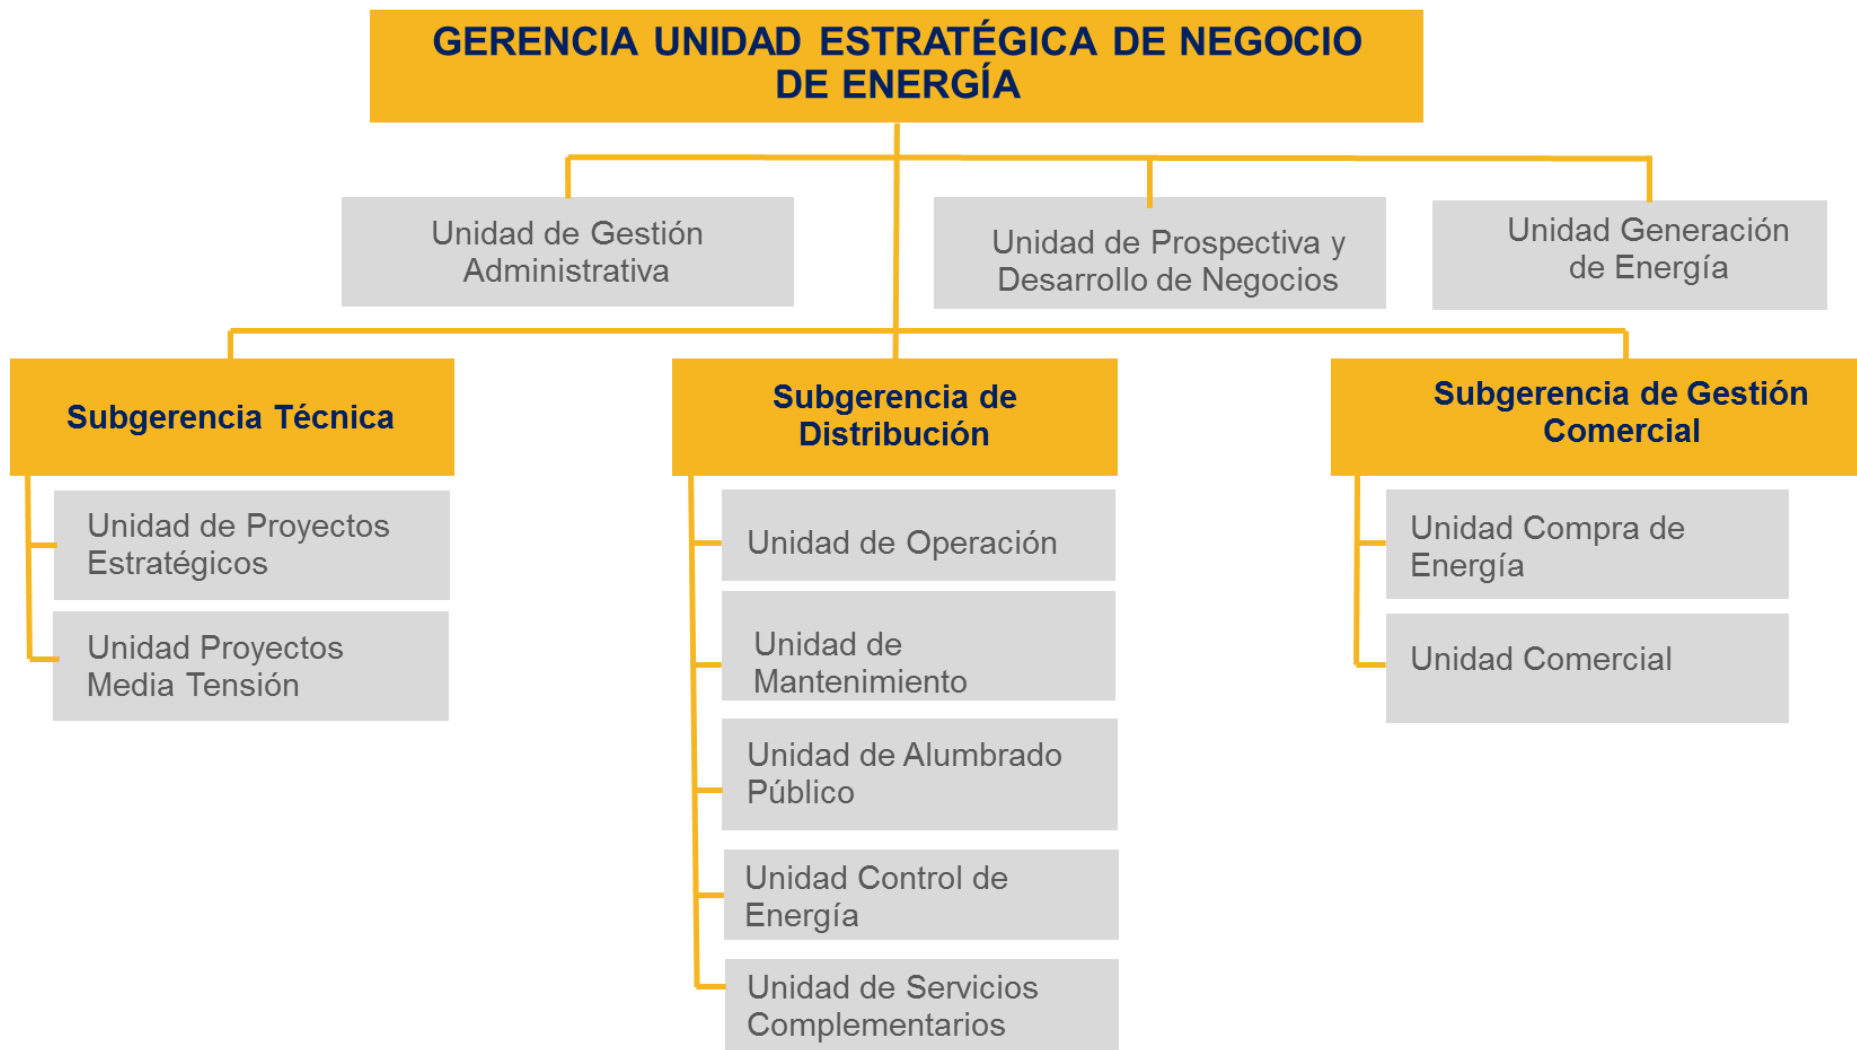 GERENCIA UNIDAD ESTRATÉGICA DE NEGOCIO
DE ENERGÍA
Unidad de Gestión
Administrativa
Unidad de Prospectiva y
Desarrollo de Negocios
Unidad Generación
de Energía
Subgerencia Técnica
Unidad de Proyectos
Estratégicos
Unidad Proyectos
Media Tensión
Subgerencia de
Distribución
Unidad de Operación
Unidad de
Mantenimiento
Unidad de Alumbrado
Público
Unidad Control de
Energía
Unidad de Servicios
Complementarios
Subgerencia de Gestión
Comercial
Unidad Compra de
Energía
Unidad Comercial